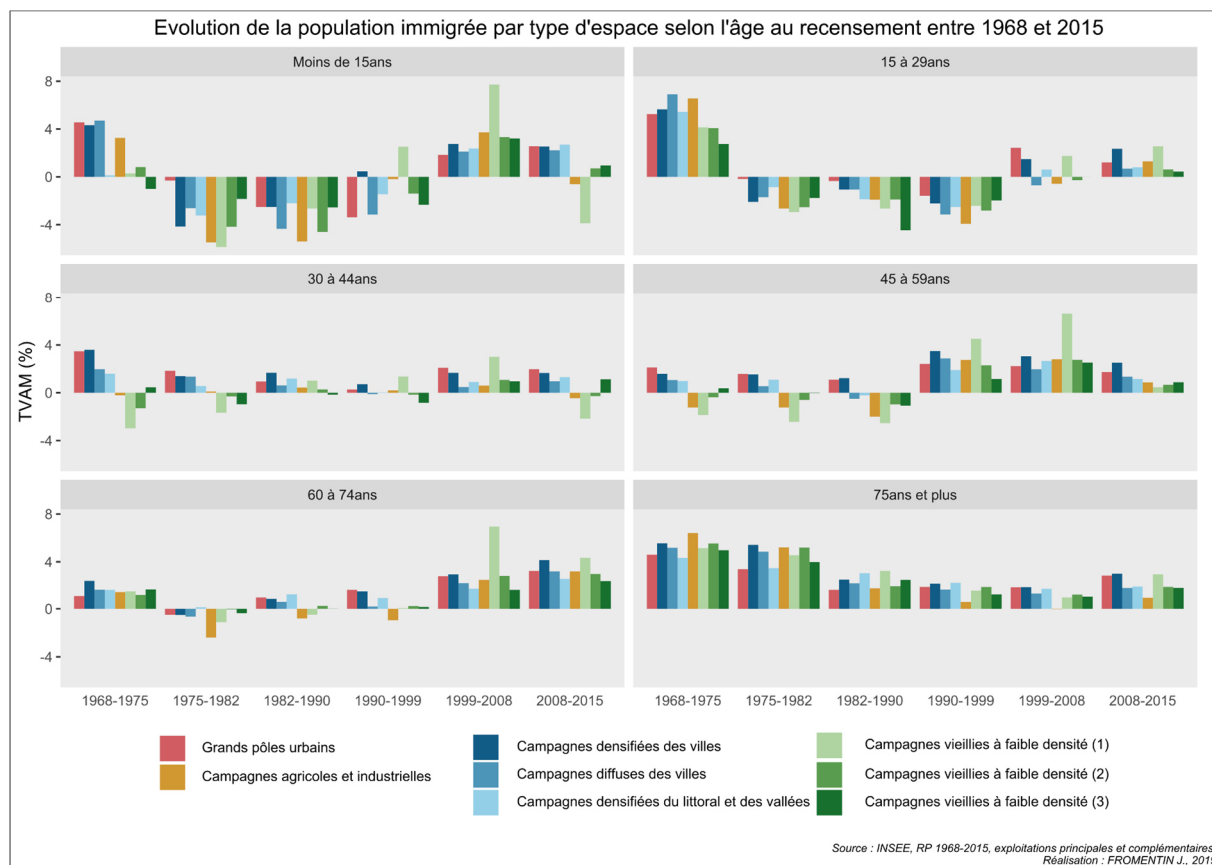 Evolution de la population immigrée par type d'espace selon l'âge au recensement entre 1968 et 2015
Moins de 15ans
15 à 29ans
8
4
0
-4
30 à 44ans
45 à 59ans
8
4
0
-4
TVAM (%)
60 à 74ans
75ans et plus
8
4
0
-4
1968-1975 1975-1982 1982-1990 1990-1999 1999-2008 2008-2015
1968-1975 1975-1982 1982-1990 1990-1999 1999-2008 2008-2015
Grands pôles urbains
Campagnes agricoles et industrielles
Campagnes densifiées des villes
Campagnes diffuses des villes
Campagnes densifiées du littoral et des vallées
Campagnes vieillies à faible densité (1)
Campagnes vieillies à faible densité (2)
Campagnes vieillies à faible densité (3)
Source : INSEE, RP 1968-2015, exploitations principales et complémentaires
Réalisation : FROMENTIN J.,